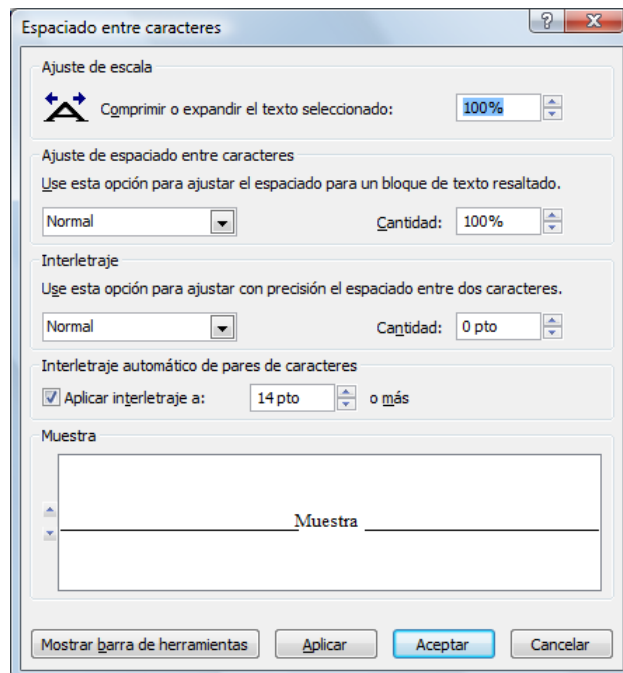 Espaciado entre caracteres
Ajuste de escala
Comprimir o expandir el texto seleccionado: 100%
Ajuste de espaciado entre caracteres
Use esta opción para ajustar el espaciado para un bloque de texto resaltado.
Normal Cantidad: 100%
Interletraje
Use esta opción para ajustar con precisión el espaciado entre dos caracteres.
Normal Cantidad: 0 pto
Interletraje automático de pares de caracteres
Aplicar interletraje a: 14 pto o más
Muestra
Muestra
Mostrar barra de herramientas Aplicar Aceptar Cancelar